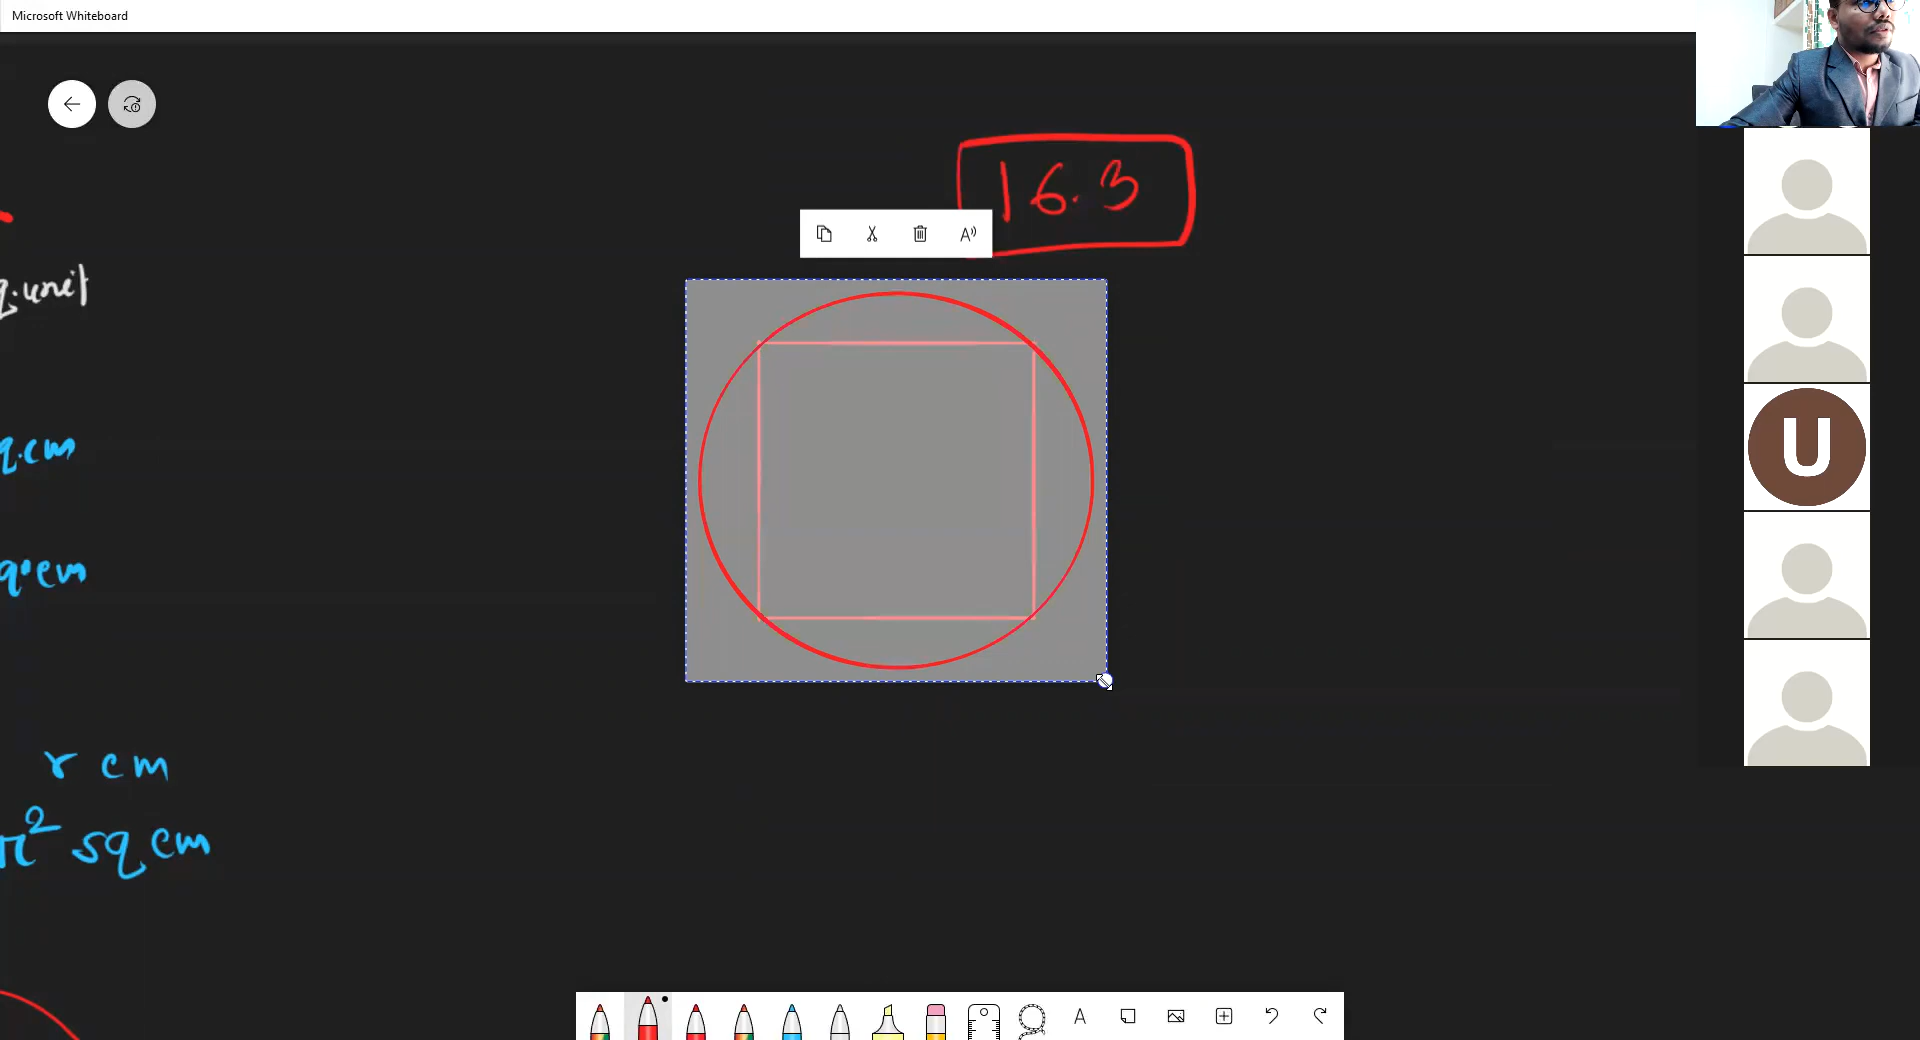 Microsoft Whiteboard
16.3
q.unit
q.cm
q.cm
r cm
r² sq cm
U